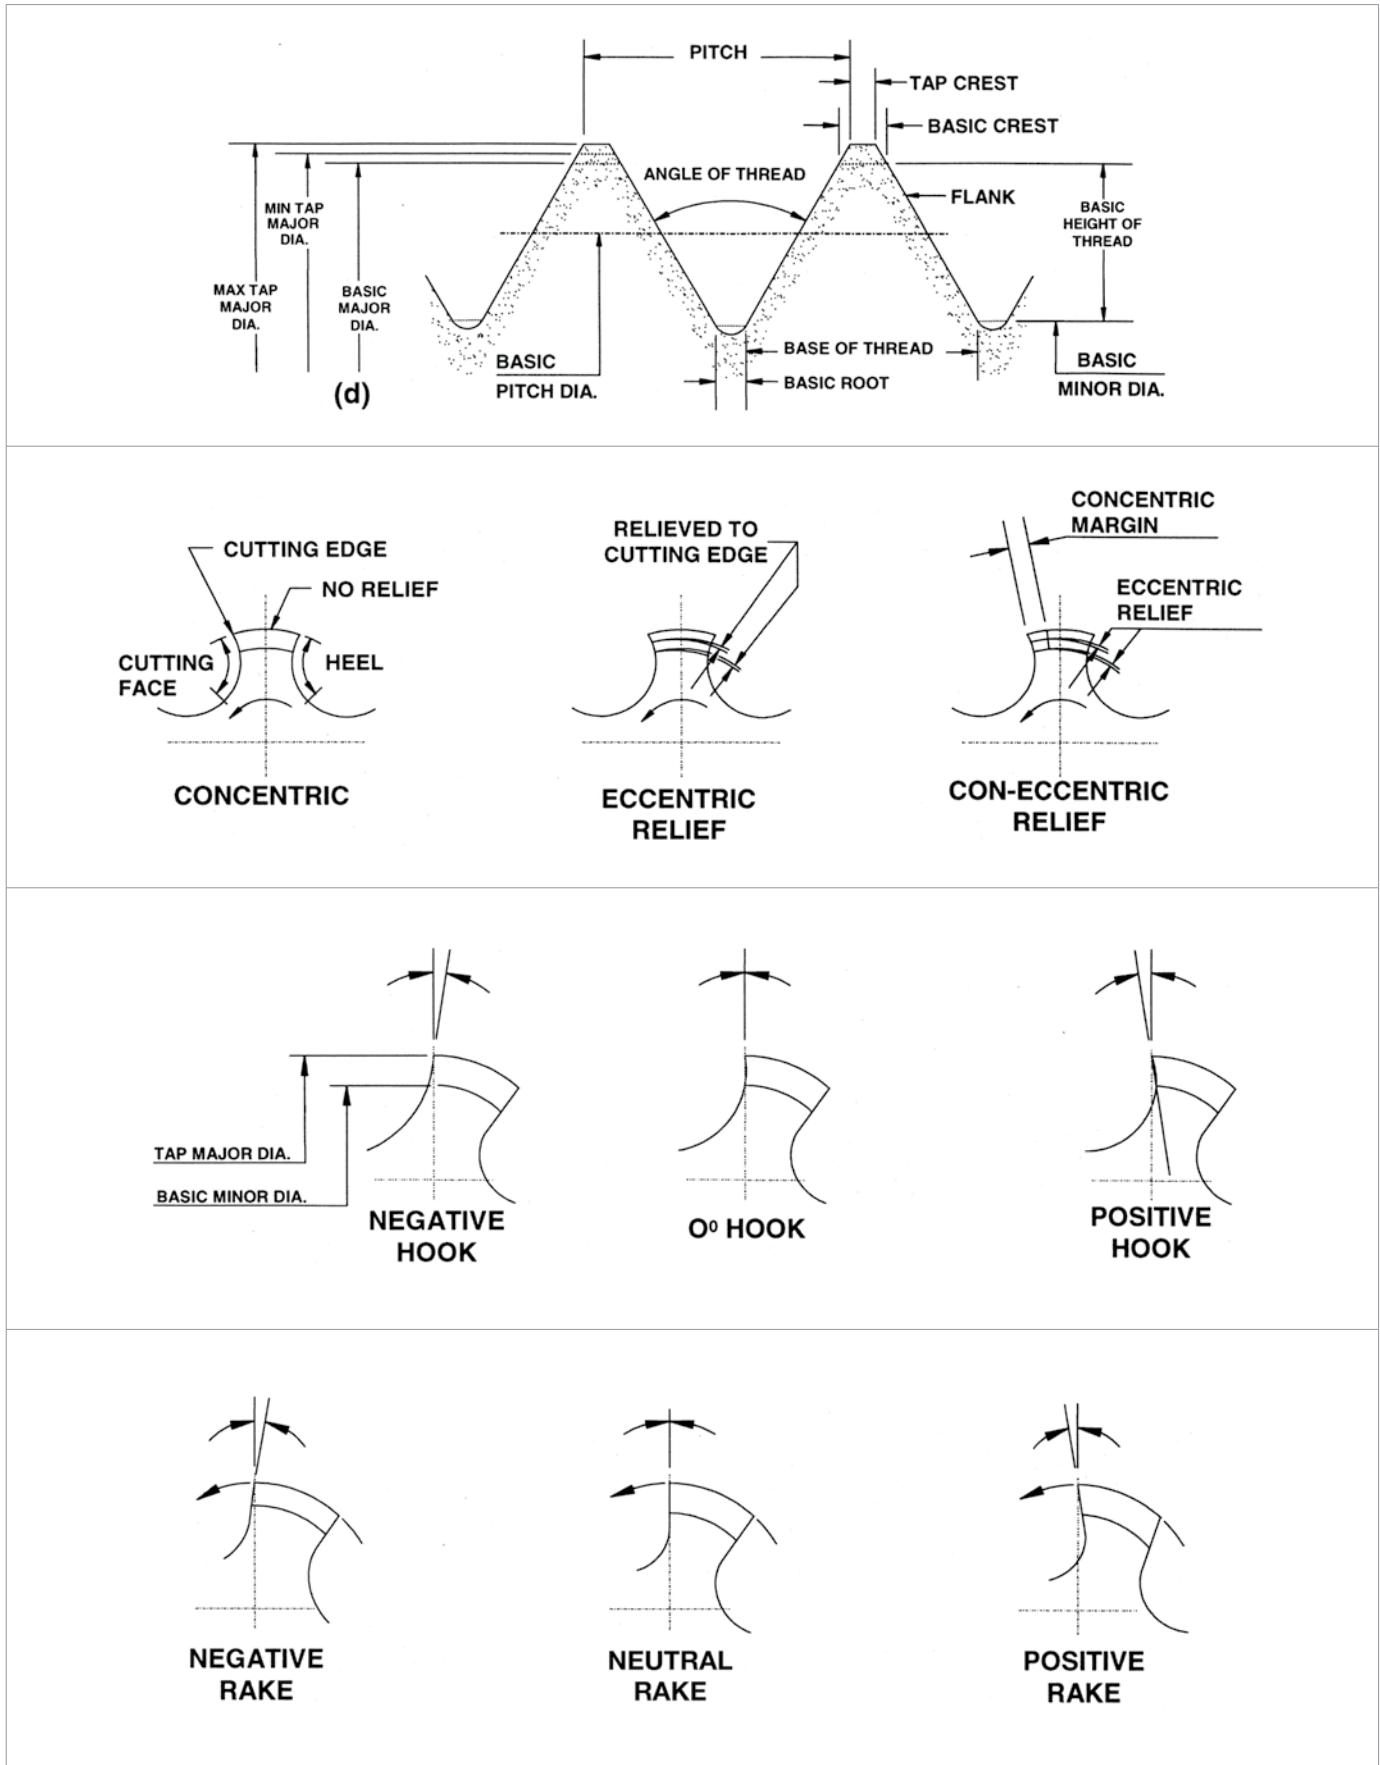 PITCH
TAP CREST
BASIC CREST
ANGLE OF THREAD
FLANK
MIN TAP
MAJOR
DIA.
BASIC
HEIGHT OF
THREAD
MAX TAP
MAJOR
DIA.
BASIC
MAJOR
DIA.
BASIC
PITCH DIA.
BASE OF THREAD
BASIC ROOT
BASIC
MINOR DIA.
(d)
CUTTING EDGE
NO RELIEF
CUTTING
FACE
HEEL
CONCENTRIC
RELIEVED TO
CUTTING EDGE
ECCENTRIC
RELIEF
CONCENTRIC
MARGIN
ECCENTRIC
RELIEF
CON-ECCENTRIC
RELIEF
TAP MAJOR DIA.
BASIC MINOR DIA.
NEGATIVE
HOOK
O⁰ HOOK
POSITIVE
HOOK
NEGATIVE
RAKE
NEUTRAL
RAKE
POSITIVE
RAKE